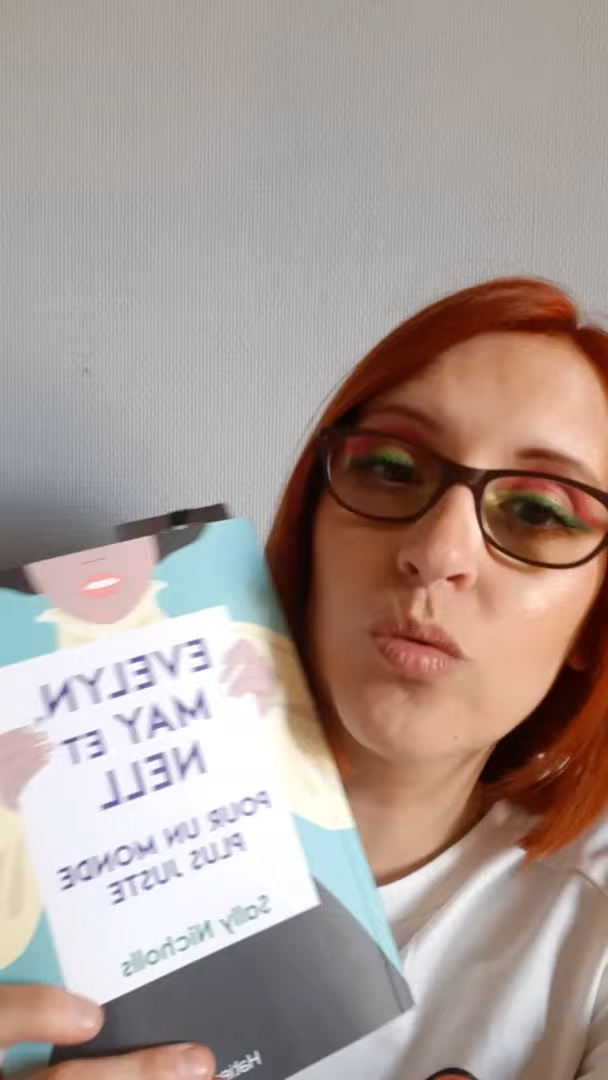 EVELYN,
MAY ET
NELL
POUR UN MONDE
PLUS JUSTE
Sally Nicholls